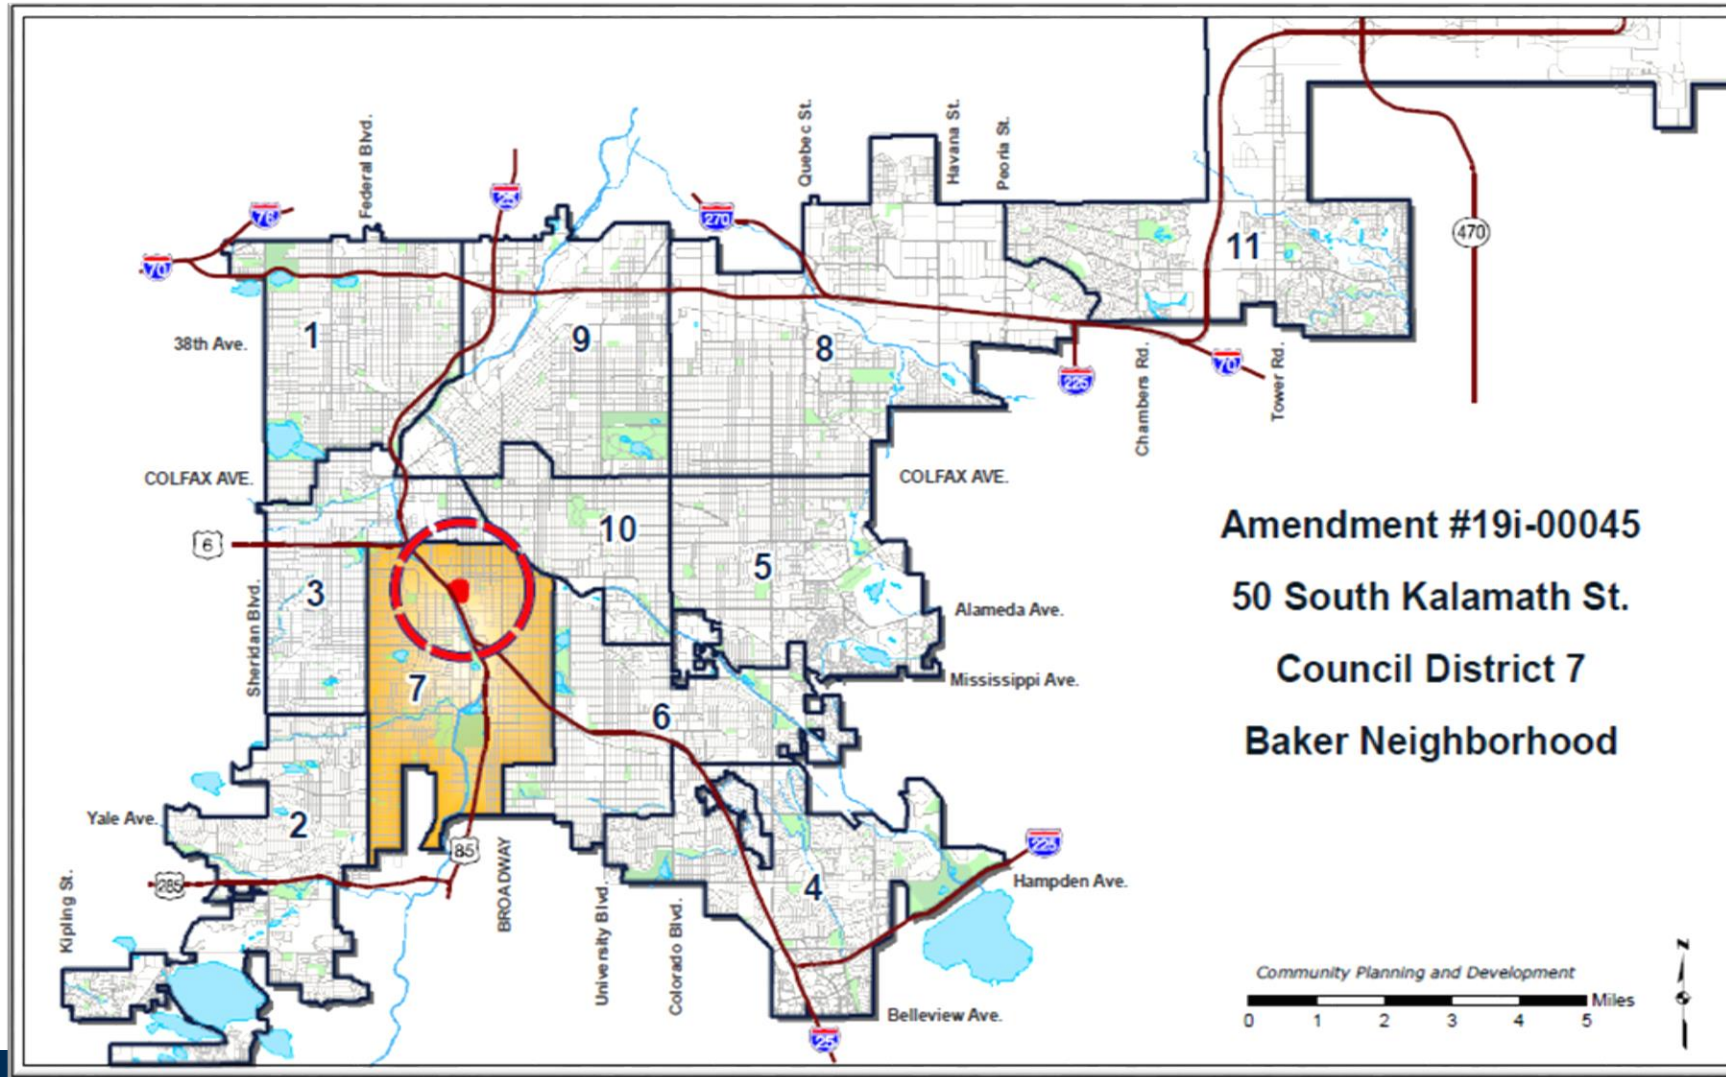 Federal Blvd.
Quebec St.
Havana St.
Peoria St.
76
25
270
70
470
11
1
9
8
38th Ave.
225
70
Chambers Rd.
Tower Rd.
COLFAX AVE.
COLFAX AVE.
10
6
5
3
Sheridan Blvd.
Alameda Ave.
Mississippi Ave.
7
6
Amendment #19i-00045
50 South Kalamath St.
Council District 7
Baker Neighborhood
Yale Ave.
2
85
285
BROADWAY
University Blvd.
Colorado Blvd.
Kipling St.
4
225
Hampden Ave.
Belleview Ave.
25
Community Planning and Development
Miles
0 1 2 3 4 5
N